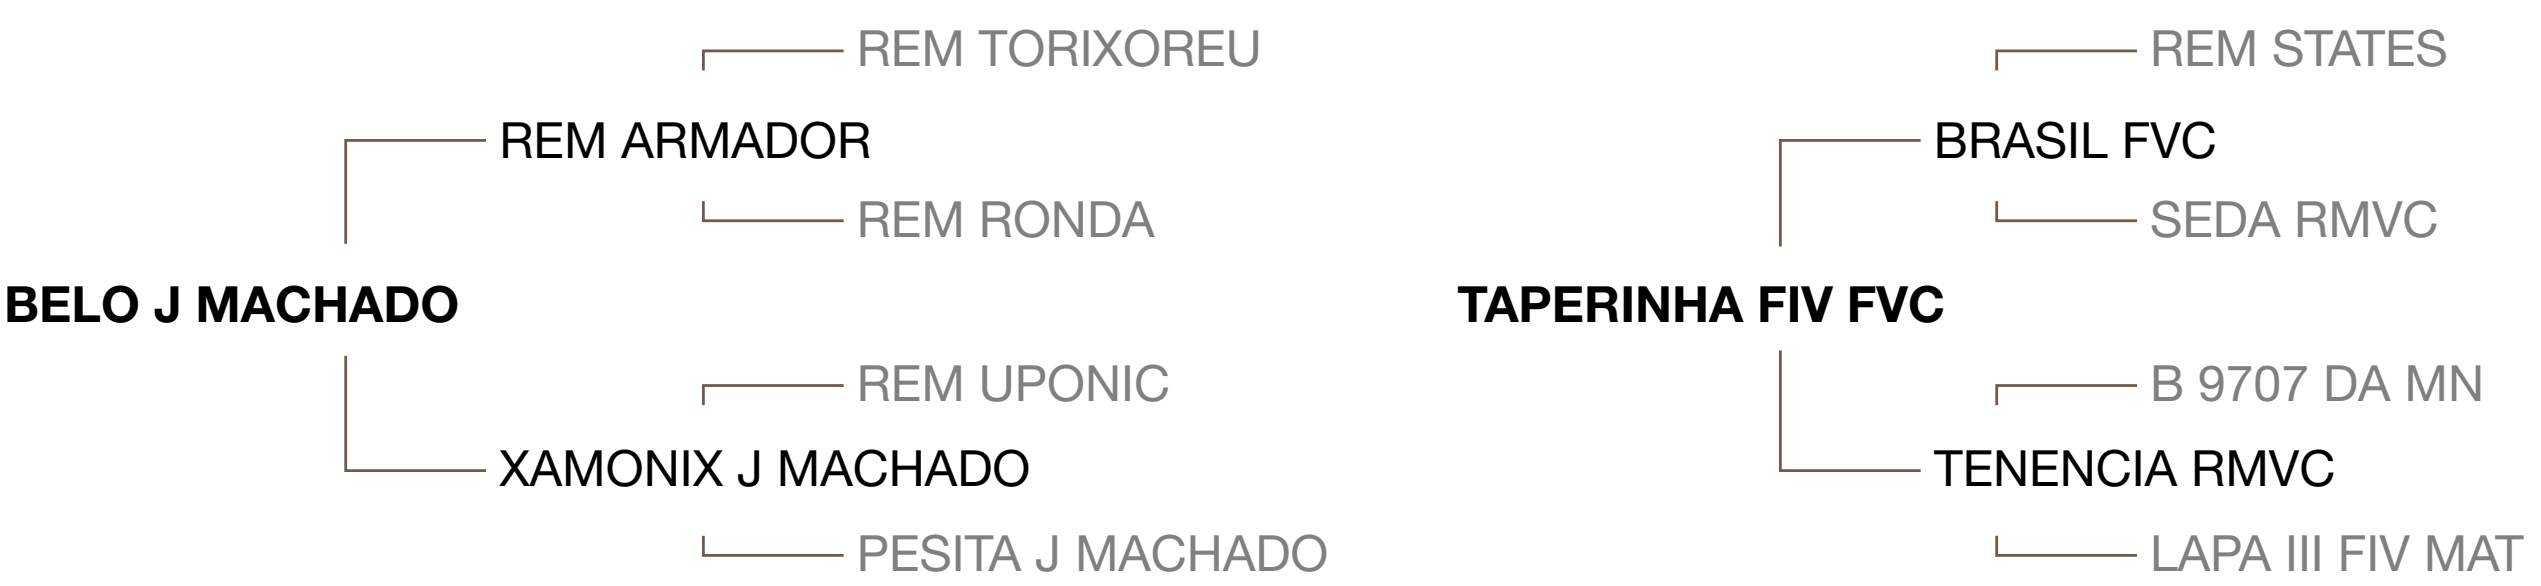 REM TORIXOREU
REM ARMADOR
REM RONDA
BELO J MACHADO
REM UPONIC
XAMONIX J MACHADO
PESITA J MACHADO
REM STATES
BRASIL FVC
SEDA RMVC
TAPERINHA FIV FVC
B 9707 DA MN
TENENCIA RMVC
LAPA III FIV MAT